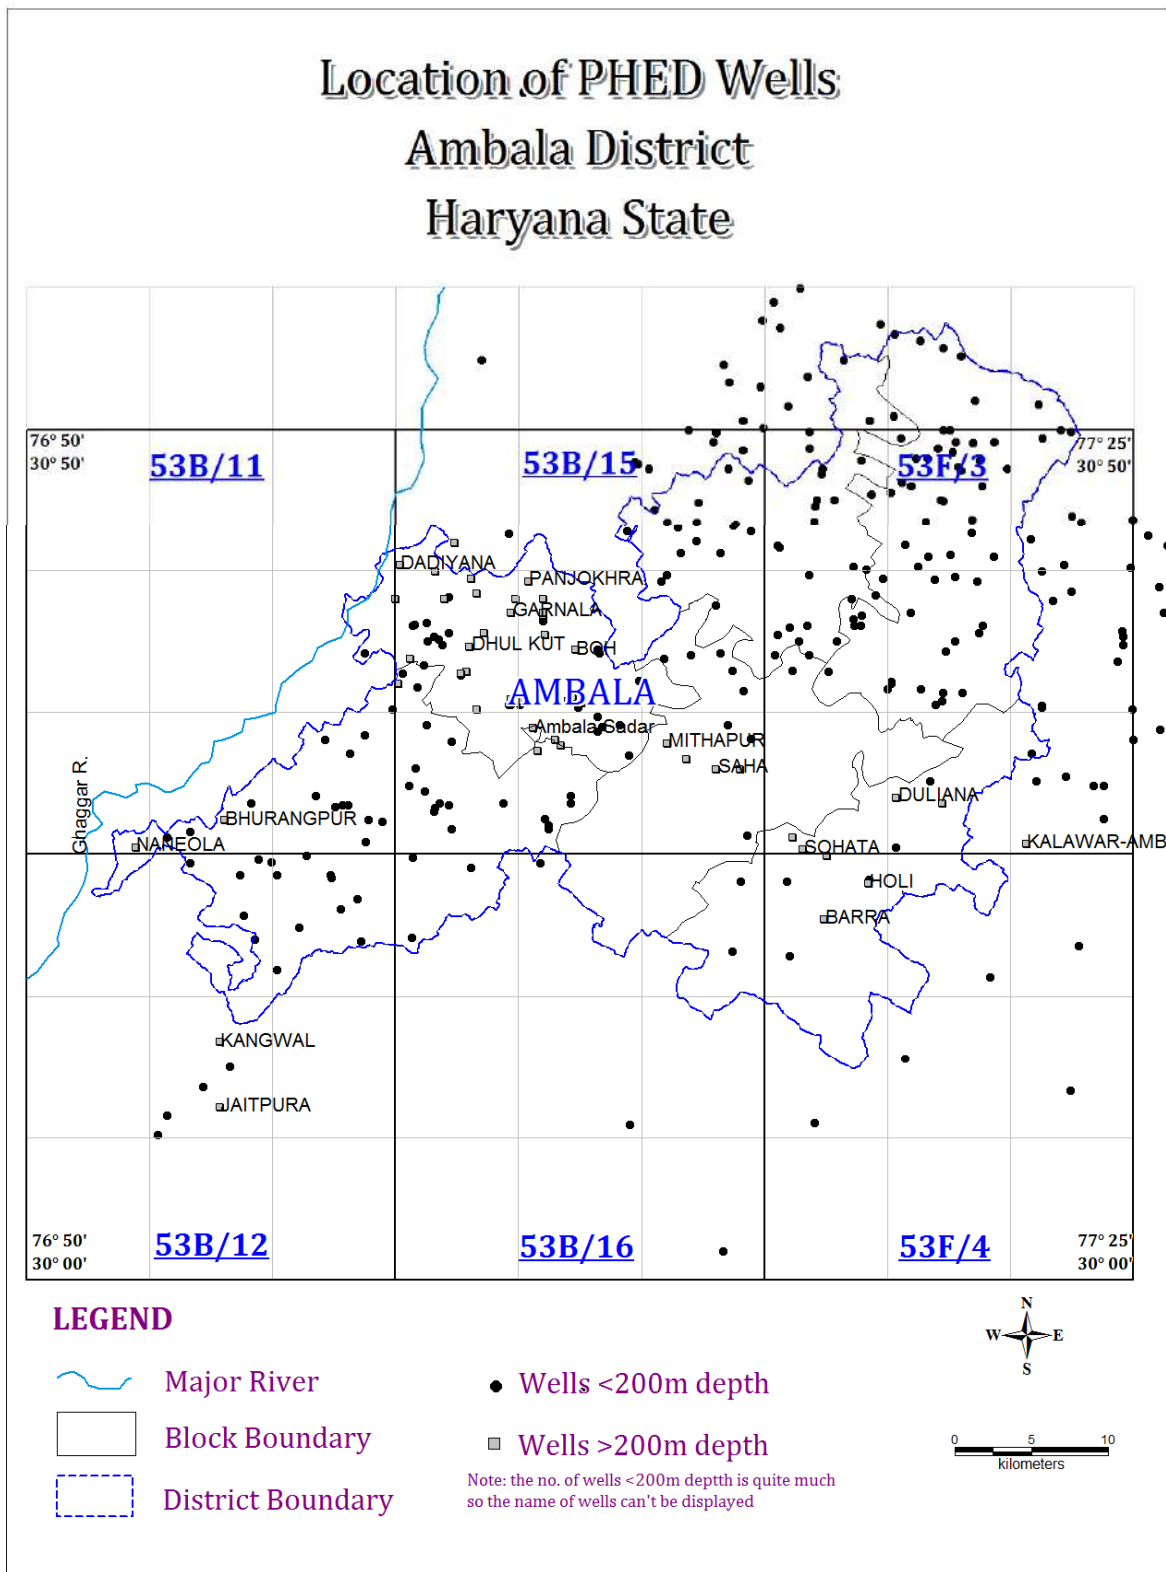 Location of PHED Wells
Ambala District
Haryana State
76° 50'
30° 50'
53B/11
53B/15
53F/3
77° 25'
30° 50'
DADIYANA
PANJOKHRA
GARNALA
DHUL KUT
BOH
AMBALA
Ambala Sadar
MITHAPUR
SAHA
DULIANA
Ghaggar R.
BHURANGPUR
NANEOLA
SOHATA
KALAWAR-AMB
HOLI
BARRA
KANGWAL
JAITPURA
76° 50'
30° 00'
53B/12
53B/16
53F/4
77° 25'
30° 00'
LEGEND
Major River
Block Boundary
District Boundary
Wells <200m depth
Wells >200m depth
Note: the no. of wells <200m deptth is quite much
so the name of wells can't be displayed
N
W E
S
0 5 10
kilometers